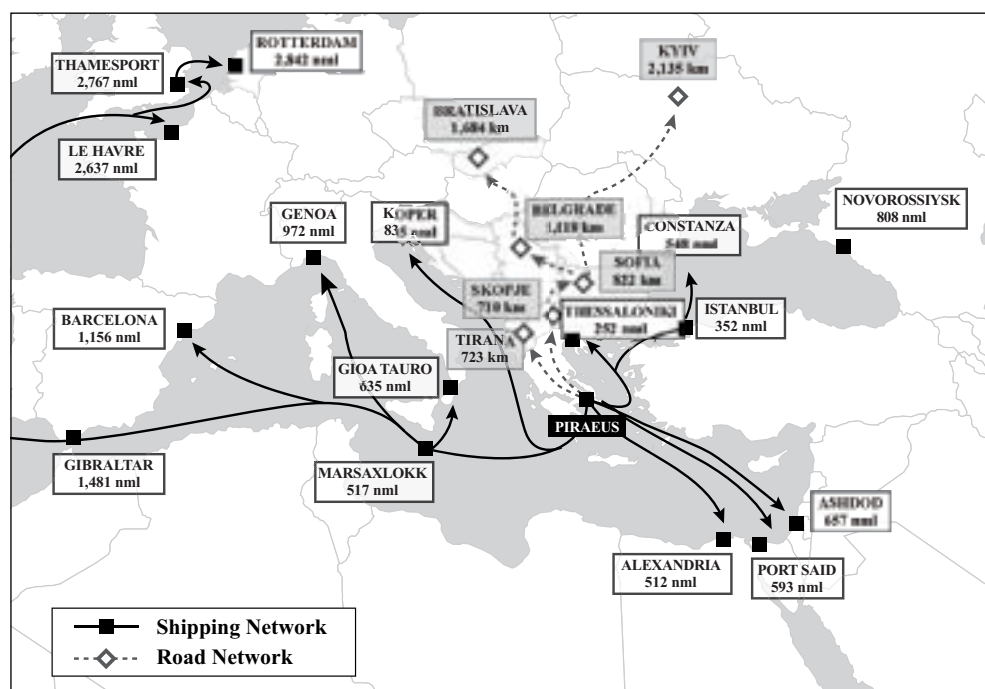 ROTTERDAM
2,842 nml
THAMESPORT
2,767 nml
LE HAVRE
2,637 nml
KYIV
2,135 km
BRATISLAVA
1,684 km
GENOA
972 nml
KOPER
835 nml
BELGRADE
km
CONSTANZA
548 nml
NOVOROSSIYSK
808 nml
SOFIA
822 km
SKOPJE
710 km
THESSALONIKI
252 nml
ISTANBUL
352 nml
BARCELONA
1,156 nml
TIRANA
723 km
GIOA TAURO
635 nml
PIRAEUS
GIBRALTAR
1,481 nml
MARSAXLOKK
517 nml
ASHDOD
657 nml
ALEXANDRIA
512 nml
PORT SAID
593 nml
Shipping Network
Road Network